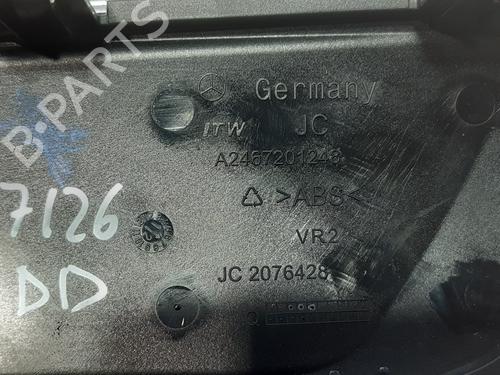 B-PARTS
Germany
ITW JC
A2467201248
>ABS<
7126
VR2
DD
JC 2076428